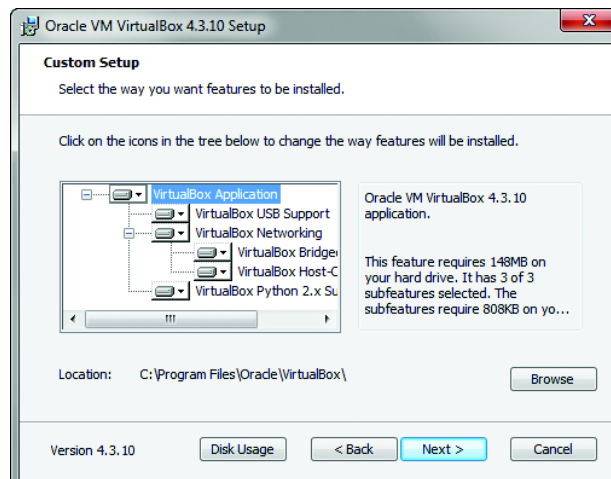 Oracle VM VirtualBox 4.3.10 Setup
Custom Setup
Select the way you want features to be installed.
Click on the icons in the tree below to change the way features will be installed.
VirtualBox Application
VirtualBox USB Support
VirtualBox Networking
VirtualBox Bridge
VirtualBox Host-C
VirtualBox Python 2.x Su
Oracle VM VirtualBox 4.3.10
application.
This feature requires 148MB on
your hard drive. It has 3 of 3
subfeatures selected. The
subfeatures require 808KB on yo...
Location: C:\Program Files\Oracle\VirtualBox\
Browse
Version 4.3.10
Disk Usage
< Back
Next >
Cancel